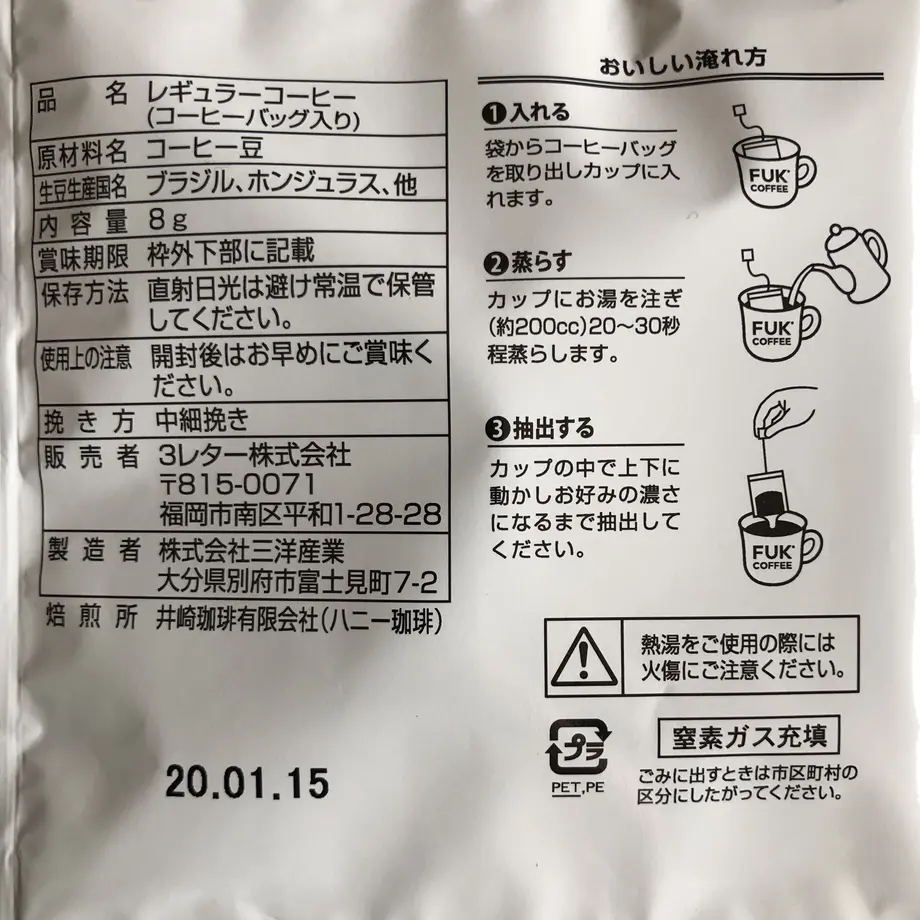 品名 レギュラーコーヒー
(コーヒーバッグ入り)
原材料名 コーヒー豆
生豆生産国名 ブラジル、ホンジュラス、他
内容量 8g
賞味期限 枠外下部に記載
保存方法 直射日光は避け常温で保管
してください。
使用上の注意 開封後はお早めにご賞味く
ださい。
挽き方 中細挽き
販売者 3レター株式会社
〒815-0071
福岡市南区平和1-28-28
製造者 株式会社三洋産業
大分県別府市富士見町7-2
焙煎所 井崎珈琲有限会社(ハニー珈琲)
20.01.15
おいしい淹れ方
❶入れる
袋からコーヒーバッグ
を取り出しカップに入
れます。
FUK
COFFEE
❷蒸らす
カップにお湯を注ぎ
(約200cc)20〜30秒
程蒸らします。
FUK
COFFEE
❸抽出する
カップの中で上下に
動かしお好みの濃さ
になるまで抽出して
ください。
FUK
COFFEE
熱湯をご使用の際には
火傷にご注意ください。
プラ
PET,PE
窒素ガス充填
ごみに出すときは市区町村の
区分にしたがってください。